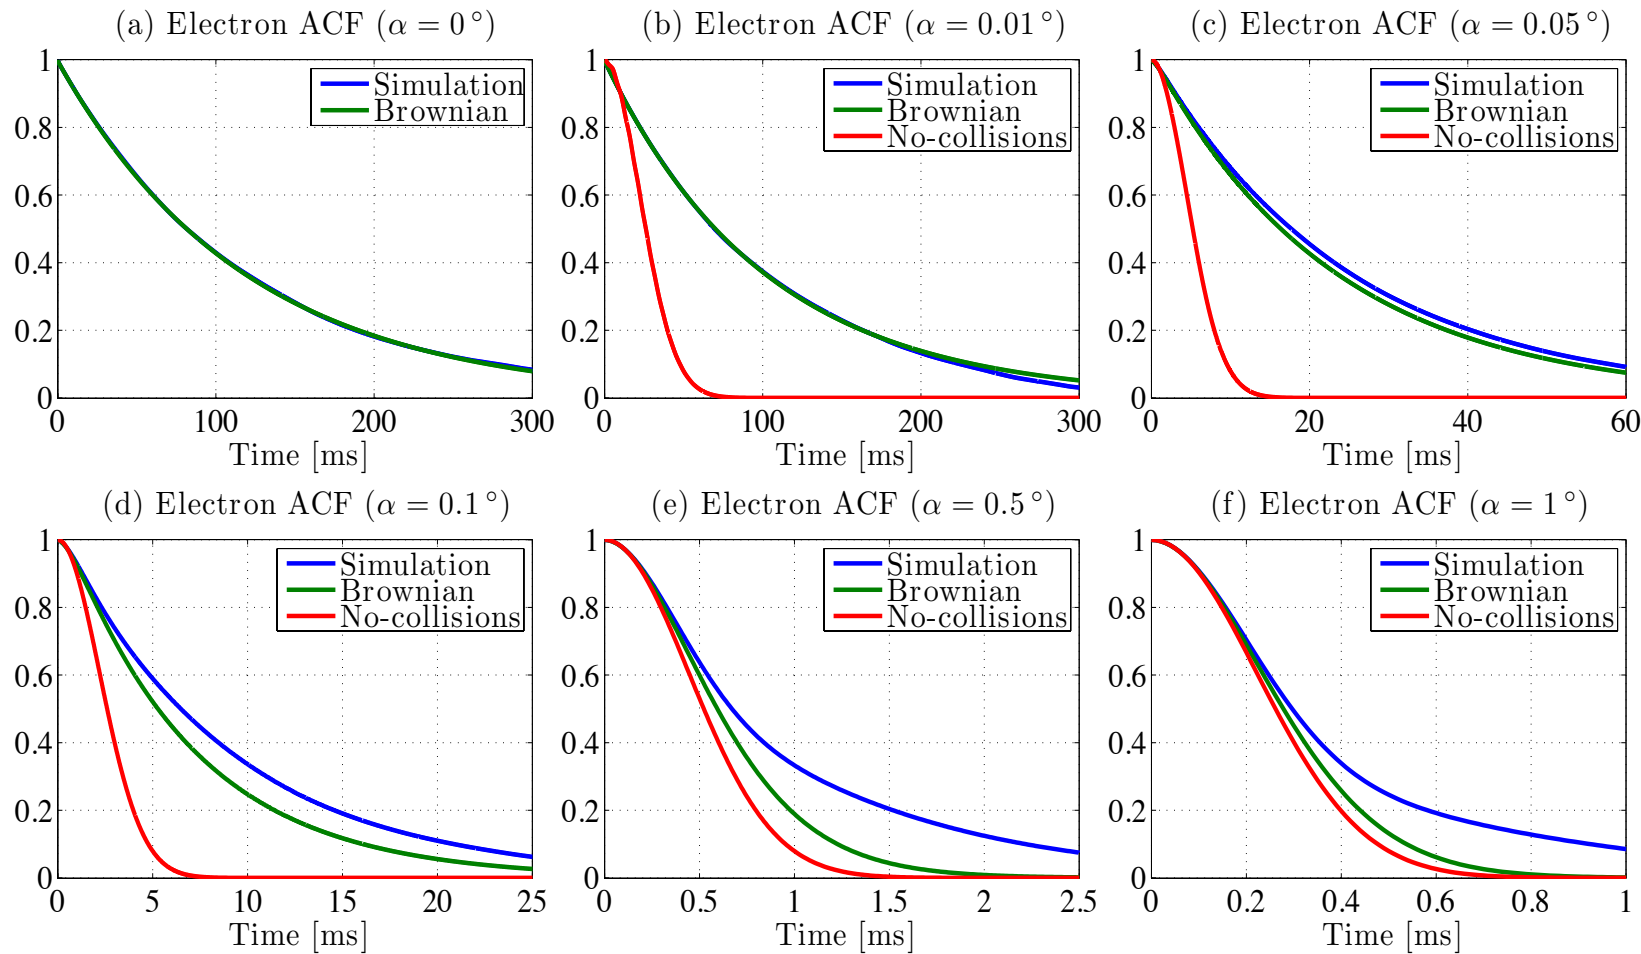 (a) Electron ACF (α = 0°)
1
0.8
0.6
0.4
0.2
0
Simulation
Brownian
0 100 200 300
Time [ms]
(b) Electron ACF (α = 0.01°)
1
0.8
0.6
0.4
0.2
0
Simulation
Brownian
No-collisions
0 100 200 300
Time [ms]
(c) Electron ACF (α = 0.05°)
1
0.8
0.6
0.4
0.2
0
Simulation
Brownian
No-collisions
0 20 40 60
Time [ms]
(d) Electron ACF (α = 0.1°)
1
0.8
0.6
0.4
0.2
0
Simulation
Brownian
No-collisions
0 5 10 15 20 25
Time [ms]
(e) Electron ACF (α = 0.5°)
1
0.8
0.6
0.4
0.2
0
Simulation
Brownian
No-collisions
0 0.5 1 1.5 2 2.5
Time [ms]
(f) Electron ACF (α = 1°)
1
0.8
0.6
0.4
0.2
0
Simulation
Brownian
No-collisions
0 0.2 0.4 0.6 0.8 1
Time [ms]